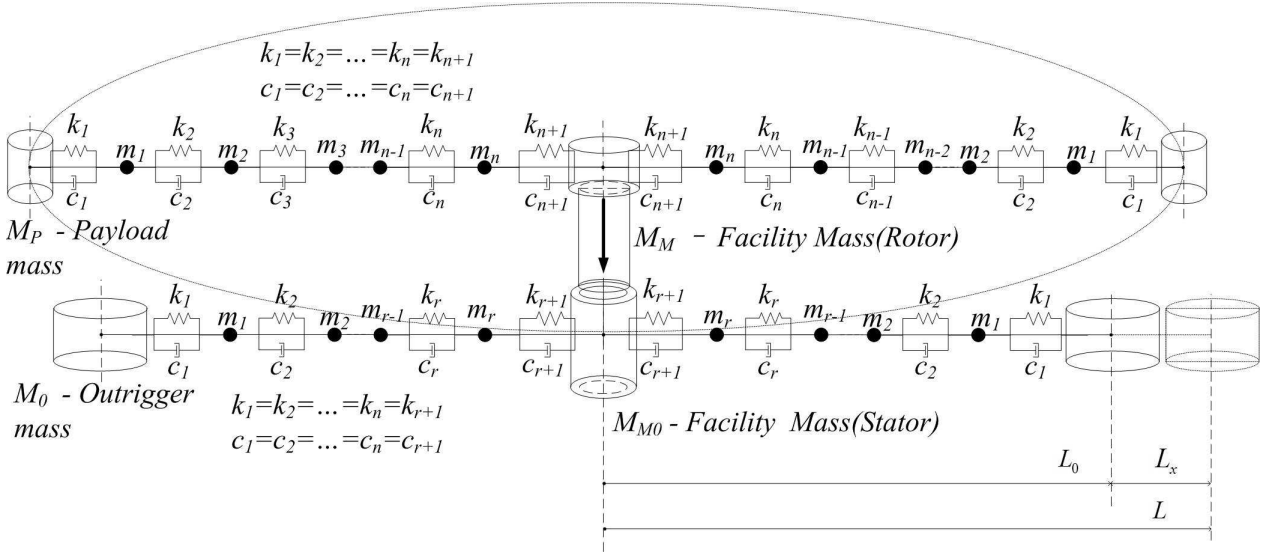 k1=k2=...=kn=kn+1
c1=c2=...=cn=cn+1
k1 k2 k3 kn kn+1 kn+1 kn kn-1 k2 k1
m1 m2 m3 mn-1 mn mn mn-1 mn-2 m2 m1
c1 c2 c3 cn cn+1 cn+1 cn cn-1 c2 c1
MP - Payload
mass
MM - Facility Mass(Rotor)
k1 k2 kr kr+1 kr+1 kr k2 k1
m1 m2 mr-1 mr mr mr-1 m2 m1
c1 c2 cr cr+1 cr+1 cr c2 c1
M0 - Outrigger
mass
k1=k2=...=kn=kr+1
c1=c2=...=cn=cr+1
MM0 - Facility Mass(Stator)
L0 Lx
L